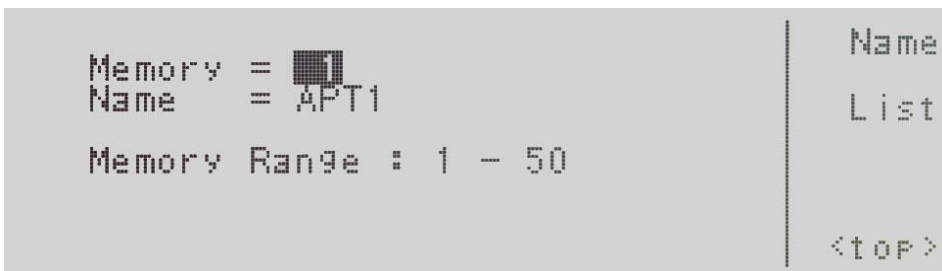 Memory = 1
Name = APT1
Memory Range : 1 - 50
Name
List
<top>